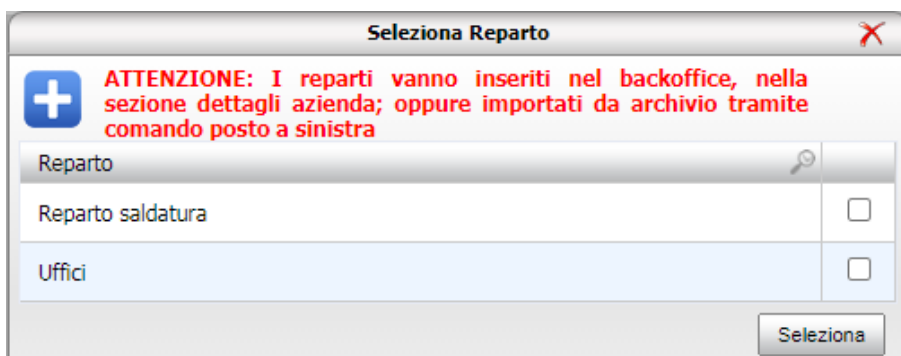 Seleziona Reparto
ATTENZIONE: I reparti vanno inseriti nel backoffice, nella
sezione dettagli azienda; oppure importati da archivio tramite
comando posto a sinistra
Reparto
Reparto saldatura
Uffici
Seleziona